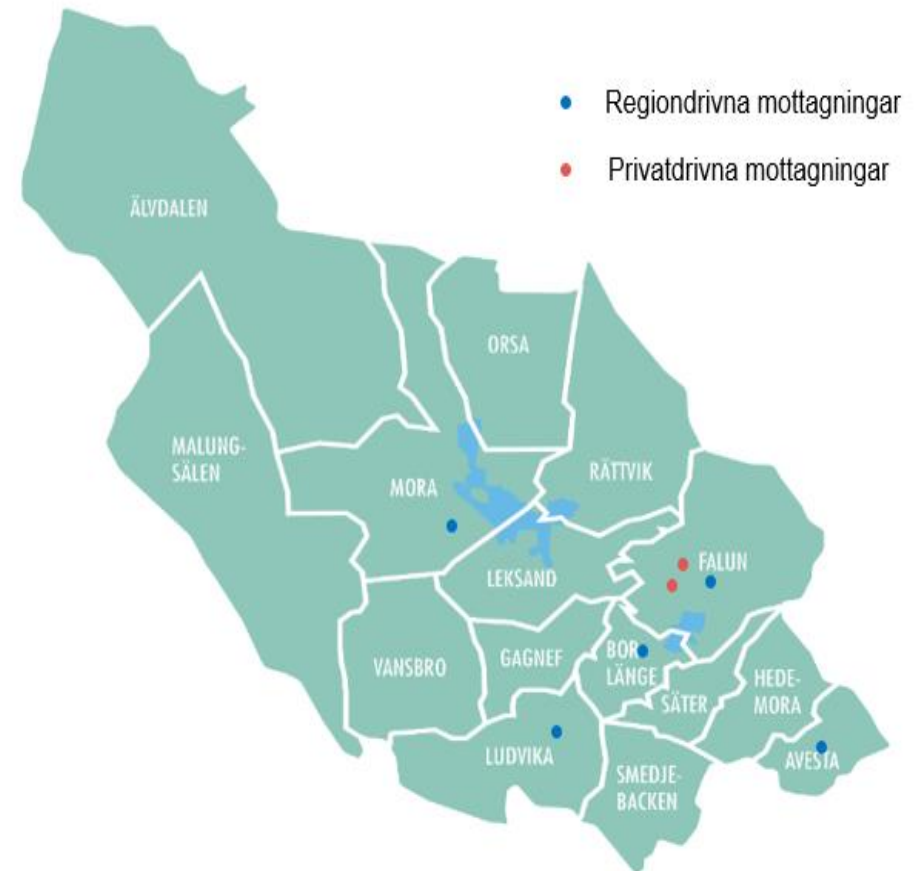 Regiondrivna mottagningar
Privatdrivna mottagningar
ÄLVDALEN
ORSA
MALUNG-
SÄLEN
RÄTTVIK
MORA
FALUN
LEKSAND
VANSBRO
GAGNEF
BOR
LÄNGE
HEDE-
MORA
SÄTER
LUDVIKA
AVESTA
SMEDJE-
BACKEN